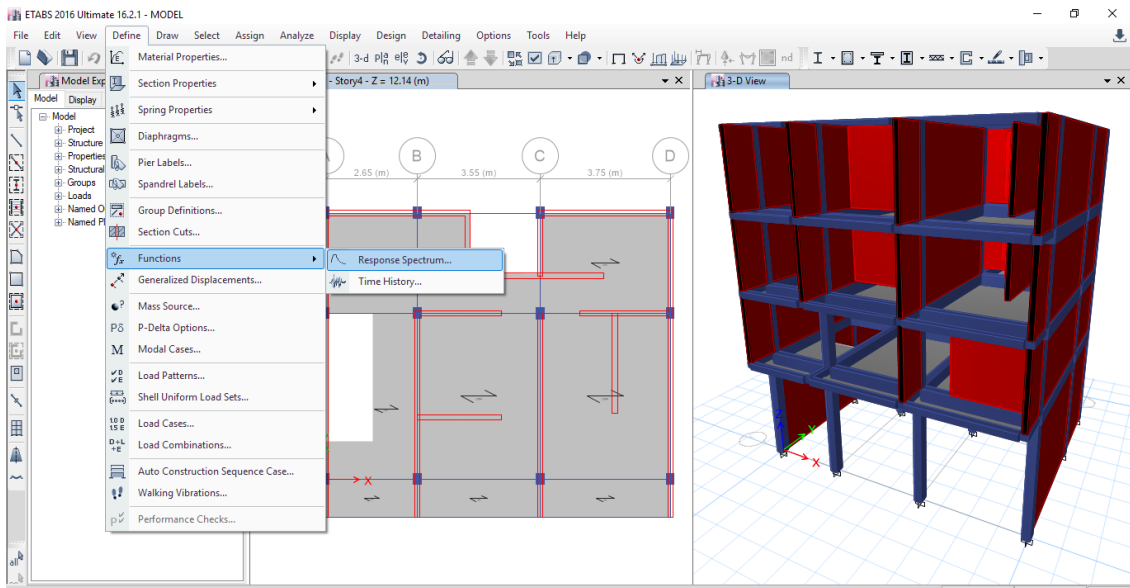 ETABS 2016 Ultimate 16.2.1 - MODEL
File Edit View Define Draw Select Assign Analyze Display Design Detailing Options Tools Help
3-d
nd
Model
- Story4 - Z = 12.14 (m)
3-D View
Model Display
Model
Project
Structure
Properties
Structural
Groups
Loads
Named
Named
Material Properties...
Section Properties
Spring Properties
Diaphragms...
Pier Labels...
Spandrel Labels...
Group Definitions...
Section Cuts...
Functions
Generalized Displacements...
Mass Source...
Pδ P-Delta Options...
M Modal Cases...
Load Patterns...
Shell Uniform Load Sets...
Load Cases...
Load Combinations...
Auto Construction Sequence Case...
Walking Vibrations...
Performance Checks...
Response Spectrum...
Time History...
B C D
2.65 (m) 3.55 (m) 3.75 (m)
X
Z
Y
X
all